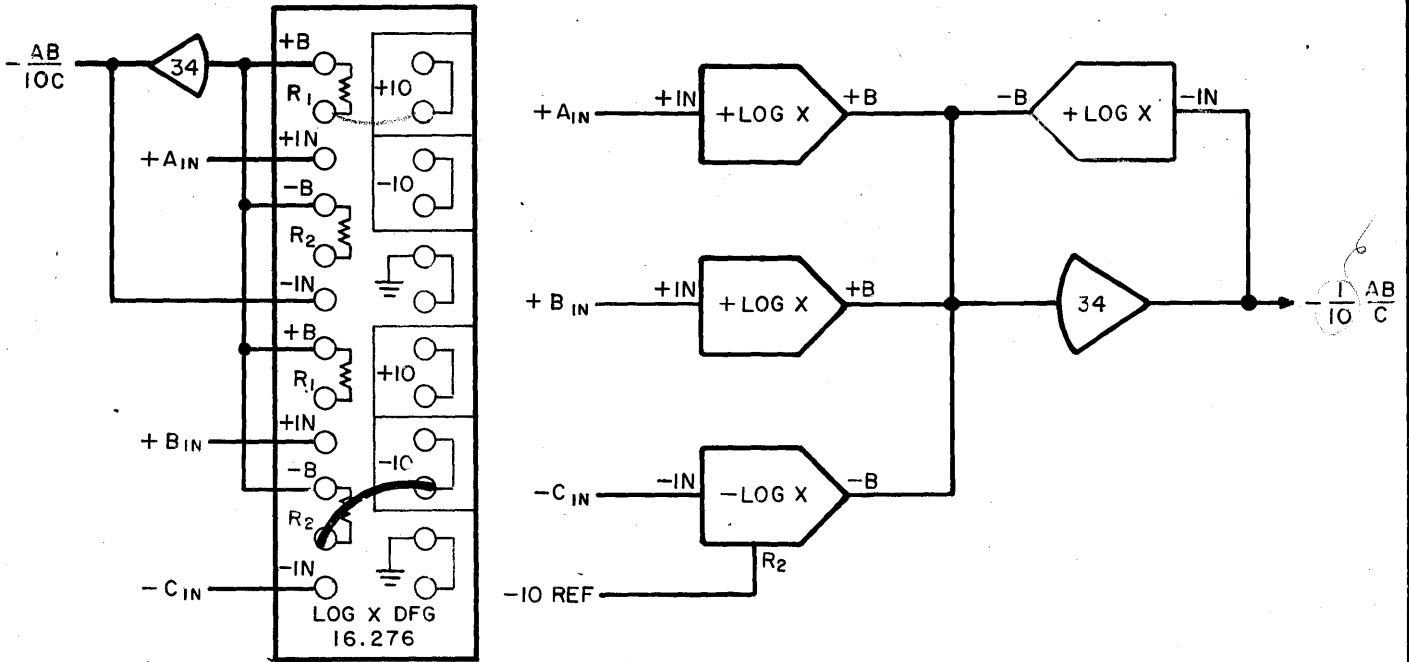 - AB/10C
34
+B
R1
+10
+A IN
+IN
-10
-B
R2
-IN
+B
R1
+10
+B IN
+IN
-10
-B
R2
-IN
-C IN
LOG X DFG
16.276
+A IN
+IN
+LOG X
+B
-B
+LOG X
-IN
+B IN
+IN
+LOG X
+B
34
- 1/10 AB/C
-C IN
-IN
-LOG X
-B
R2
-10 REF